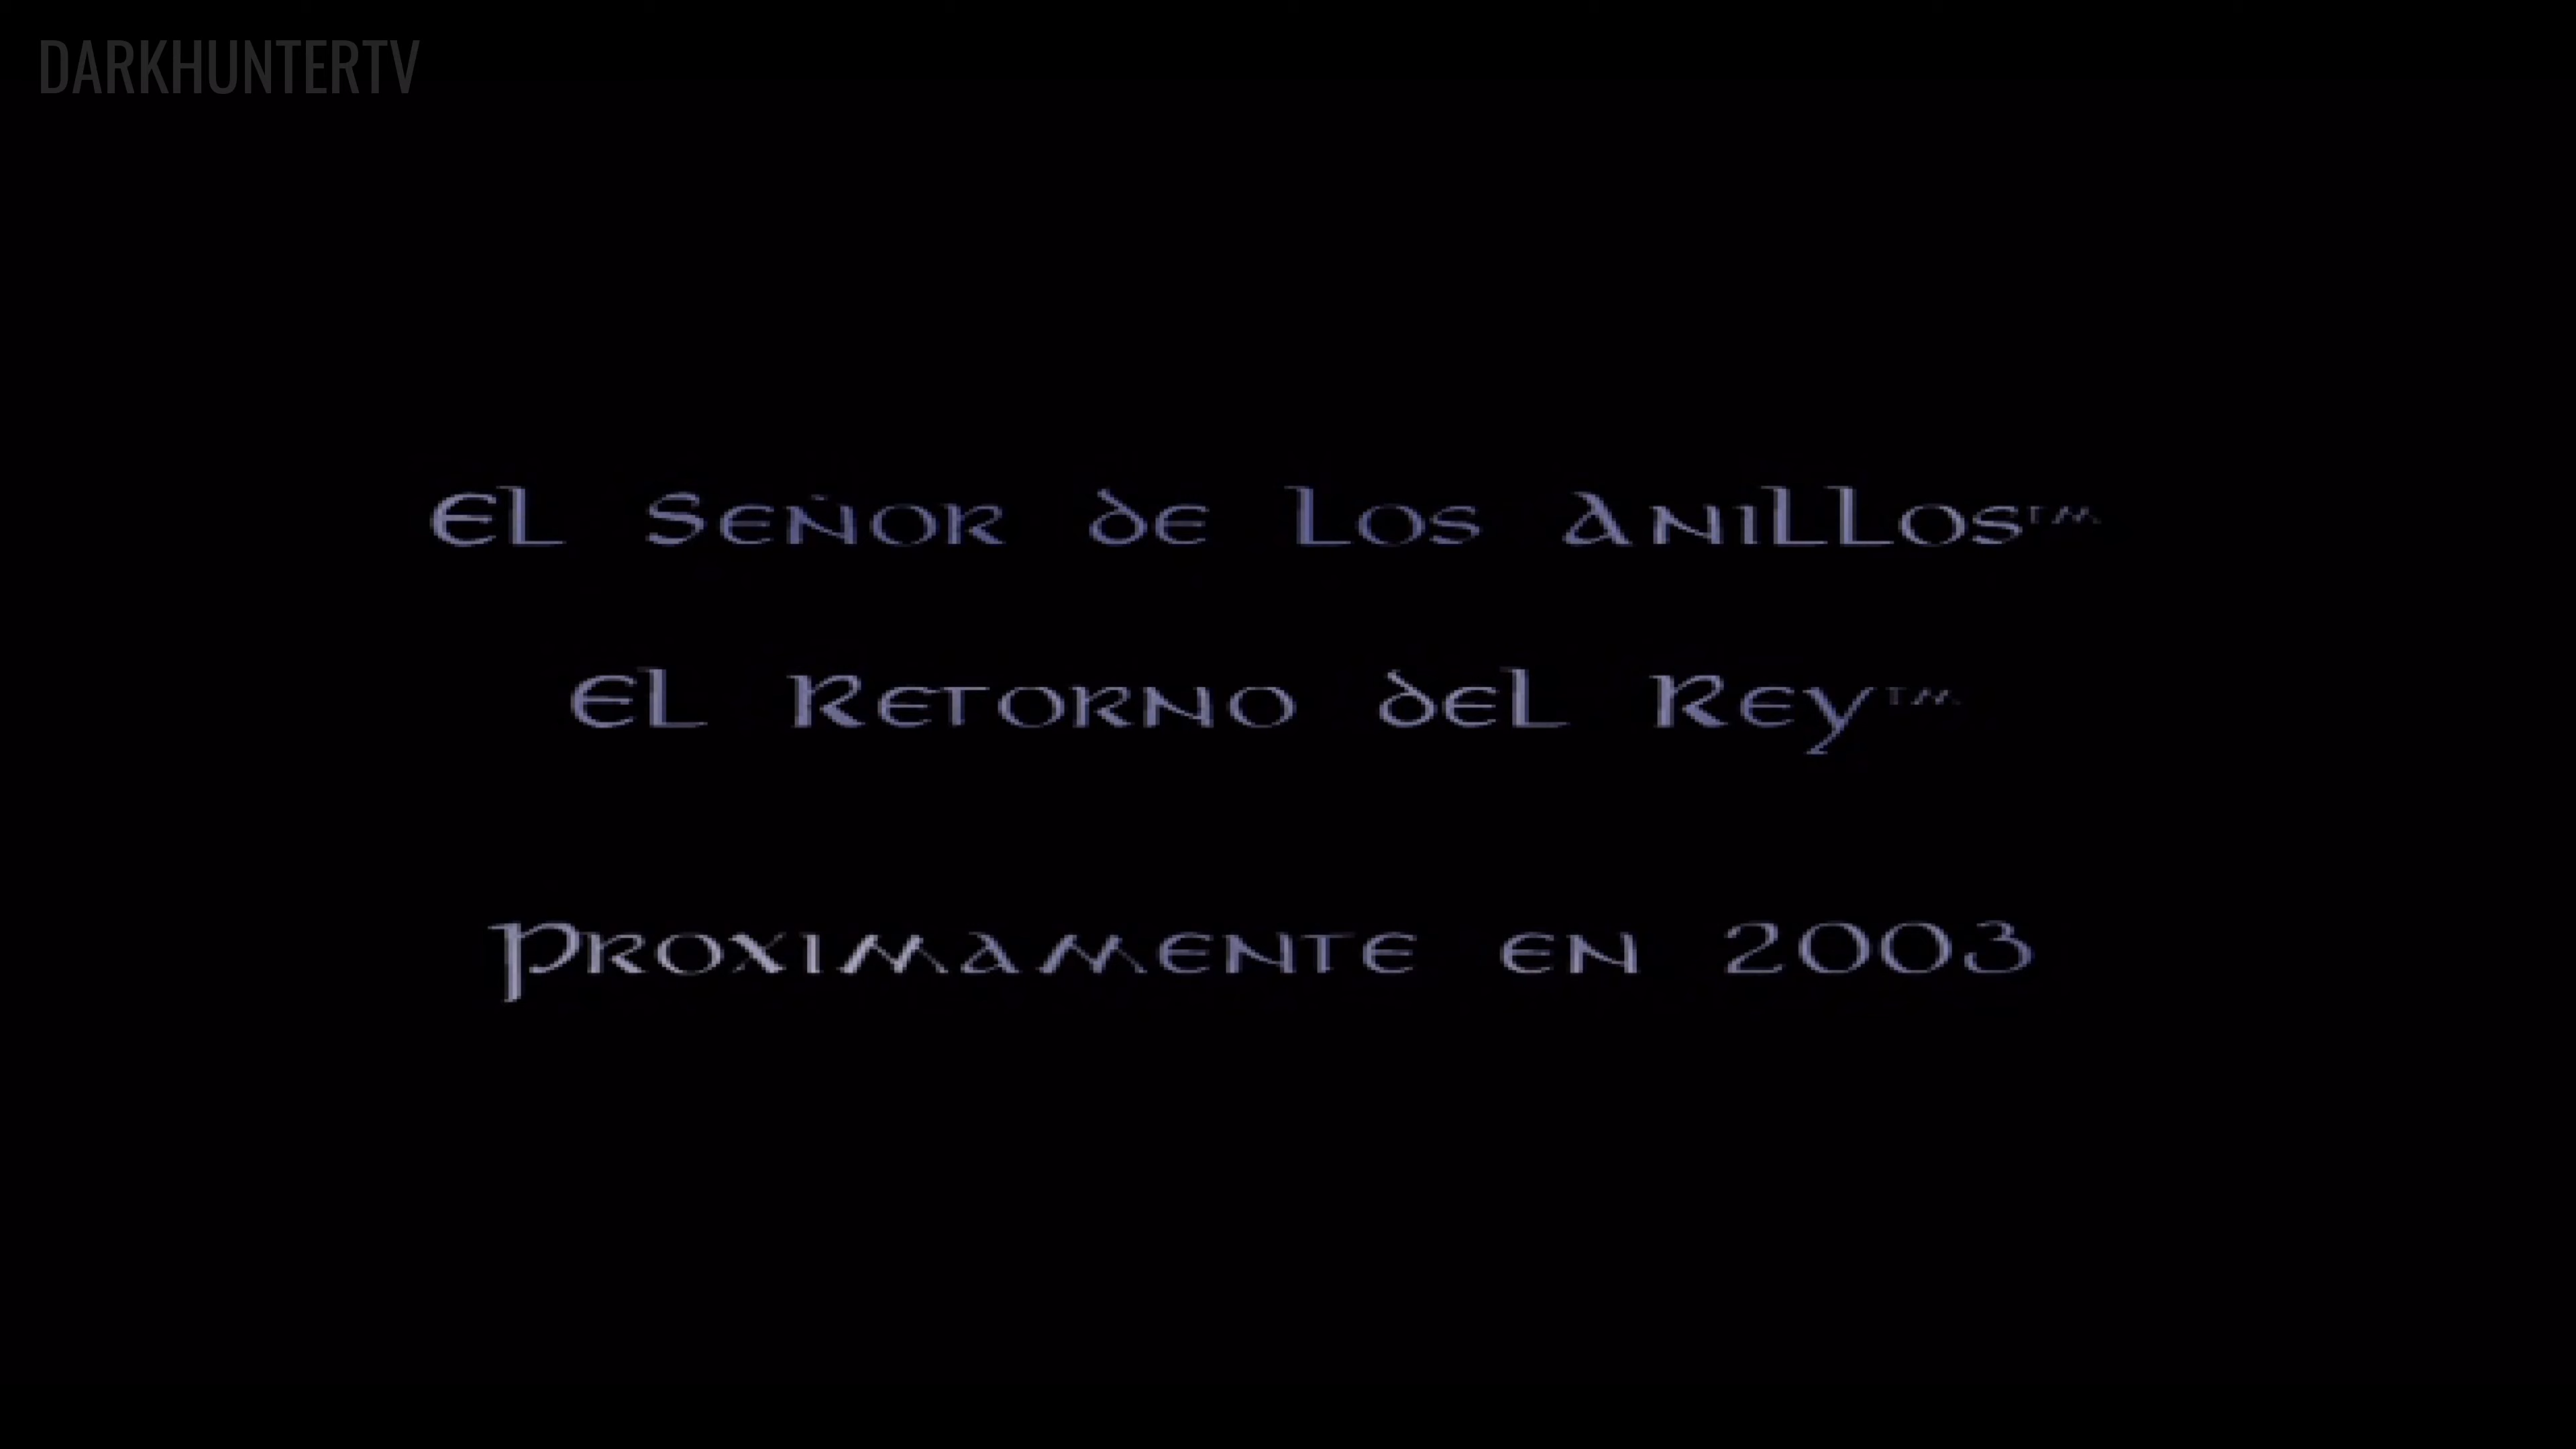 DARKHUNTERTV
El Señor de los Anillos™
El Retorno del Rey™
Proximamente en 2003